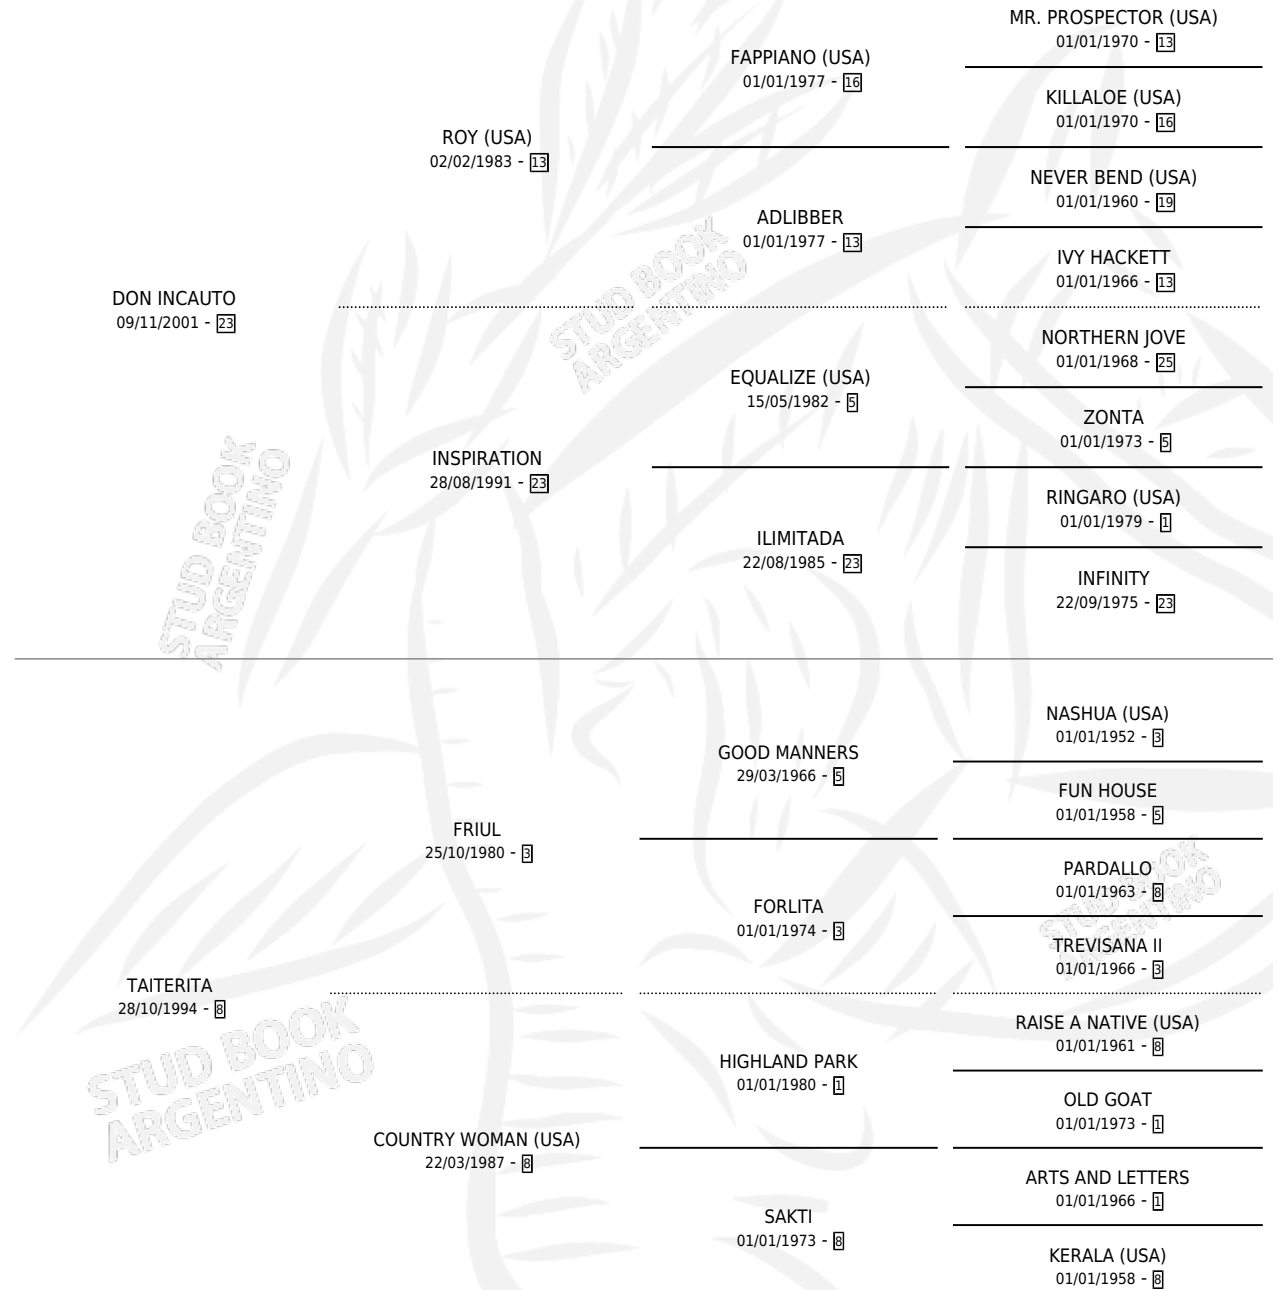 MR. PROSPECTOR (USA)
01/01/1970 - 13
FAPPIANO (USA)
01/01/1977 - 16
KILLALOE (USA)
01/01/1970 - 16
ROY (USA)
02/02/1983 - 13
NEVER BEND (USA)
01/01/1960 - 19
ADLIBBER
01/01/1977 - 13
IVY HACKETT
01/01/1966 - 13
DON INCAUTO
09/11/2001 - 23
NORTHERN JOVE
01/01/1968 - 25
EQUALIZE (USA)
15/05/1982 - 5
ZONTA
01/01/1973 - 5
INSPIRATION
28/08/1991 - 23
RINGARO (USA)
01/01/1979 - 1
ILIMITADA
22/08/1985 - 23
INFINITY
22/09/1975 - 23
STUD BOOK
ARGENTINO
STUD BOOK
ARGENTINO
NASHUA (USA)
01/01/1952 - 3
GOOD MANNERS
29/03/1966 - 5
FUN HOUSE
01/01/1958 - 5
FRIUL
25/10/1980 - 3
PARDALLO
01/01/1963 - 8
FORLITA
01/01/1974 - 3
TREVISANA II
01/01/1966 - 3
TAITERITA
28/10/1994 - 8
RAISE A NATIVE (USA)
01/01/1961 - 8
HIGHLAND PARK
01/01/1980 - 1
OLD GOAT
01/01/1973 - 1
COUNTRY WOMAN (USA)
22/03/1987 - 8
ARTS AND LETTERS
01/01/1966 - 1
SAKTI
01/01/1973 - 8
KERALA (USA)
01/01/1958 - 8
STUD BOOK
ARGENTINO
STUD BOOK
ARGENTINO